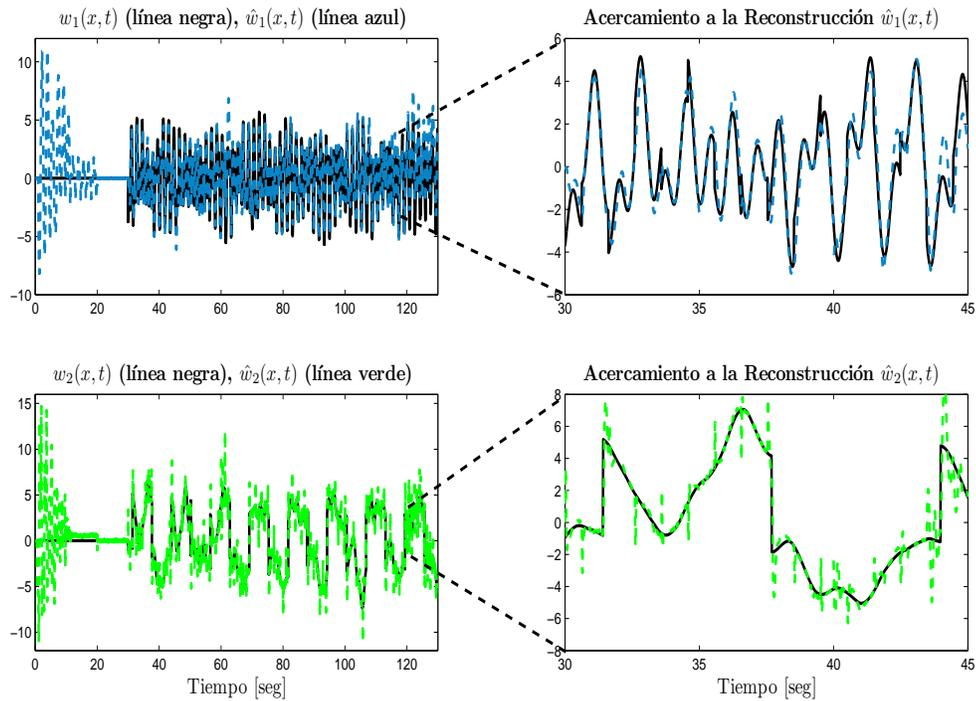 w₁(x,t) (línea negra), ŵ₁(x,t) (línea azul)
10
5
0
−5
−10
0 20 40 60 80 100 120
Acercamiento a la Reconstrucción ŵ₁(x,t)
6
4
2
0
−2
−4
−6
30 35 40 45
w₂(x,t) (línea negra), ŵ₂(x,t) (línea verde)
15
10
5
0
−5
−10
0 20 40 60 80 100 120
Tiempo [seg]
Acercamiento a la Reconstrucción ŵ₂(x,t)
8
6
4
2
0
−2
−4
−6
−8
30 35 40 45
Tiempo [seg]